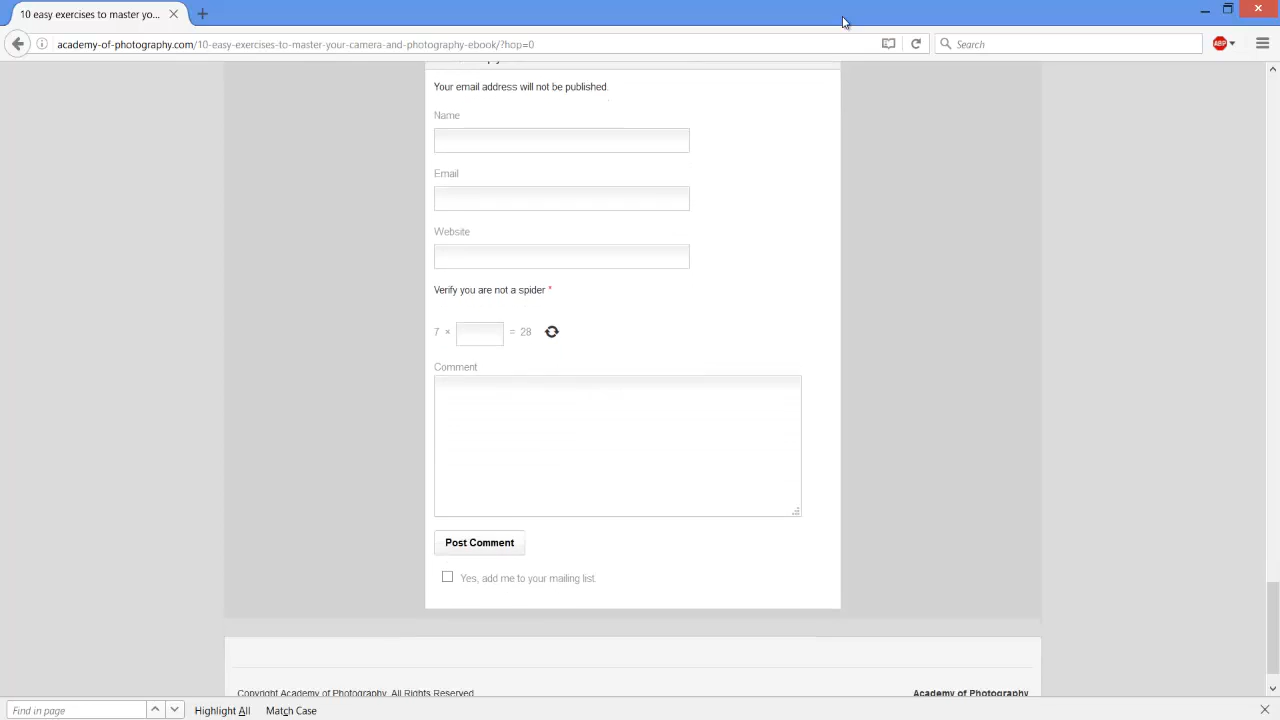 10 easy exercises to master yo...
academy-of-photography.com/10-easy-exercises-to-master-your-camera-and-photography-ebook/?hop=0
Search
ABP
Your email address will not be published.
Name
Email
Website
Verify you are not a spider *
7 × = 28
Comment
Post Comment
Yes, add me to your mailing list.
Copyright Academy of Photography. All Rights Reserved.
Academy of Photography
Find in page
Highlight All
Match Case